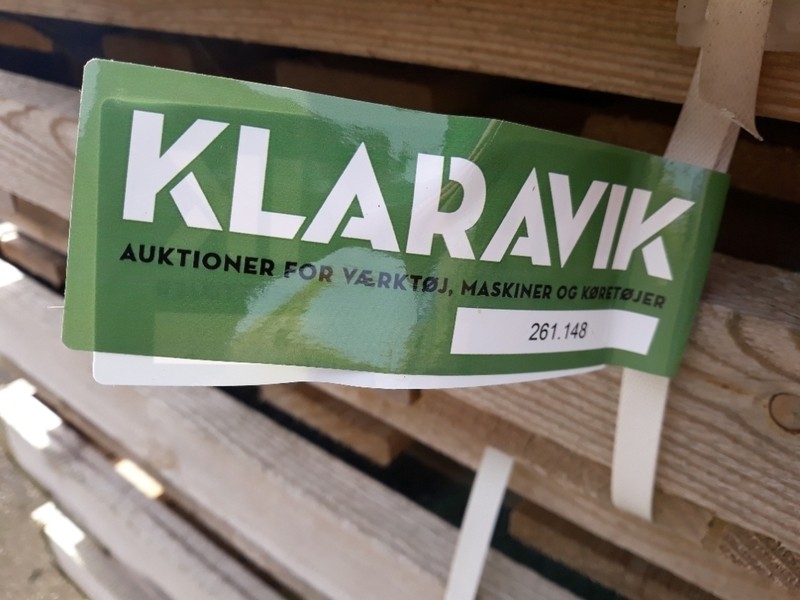 KLARAVIK
AUKTIONER FOR VÆRKTØJ, MASKINER OG KØRETØJER
261.148